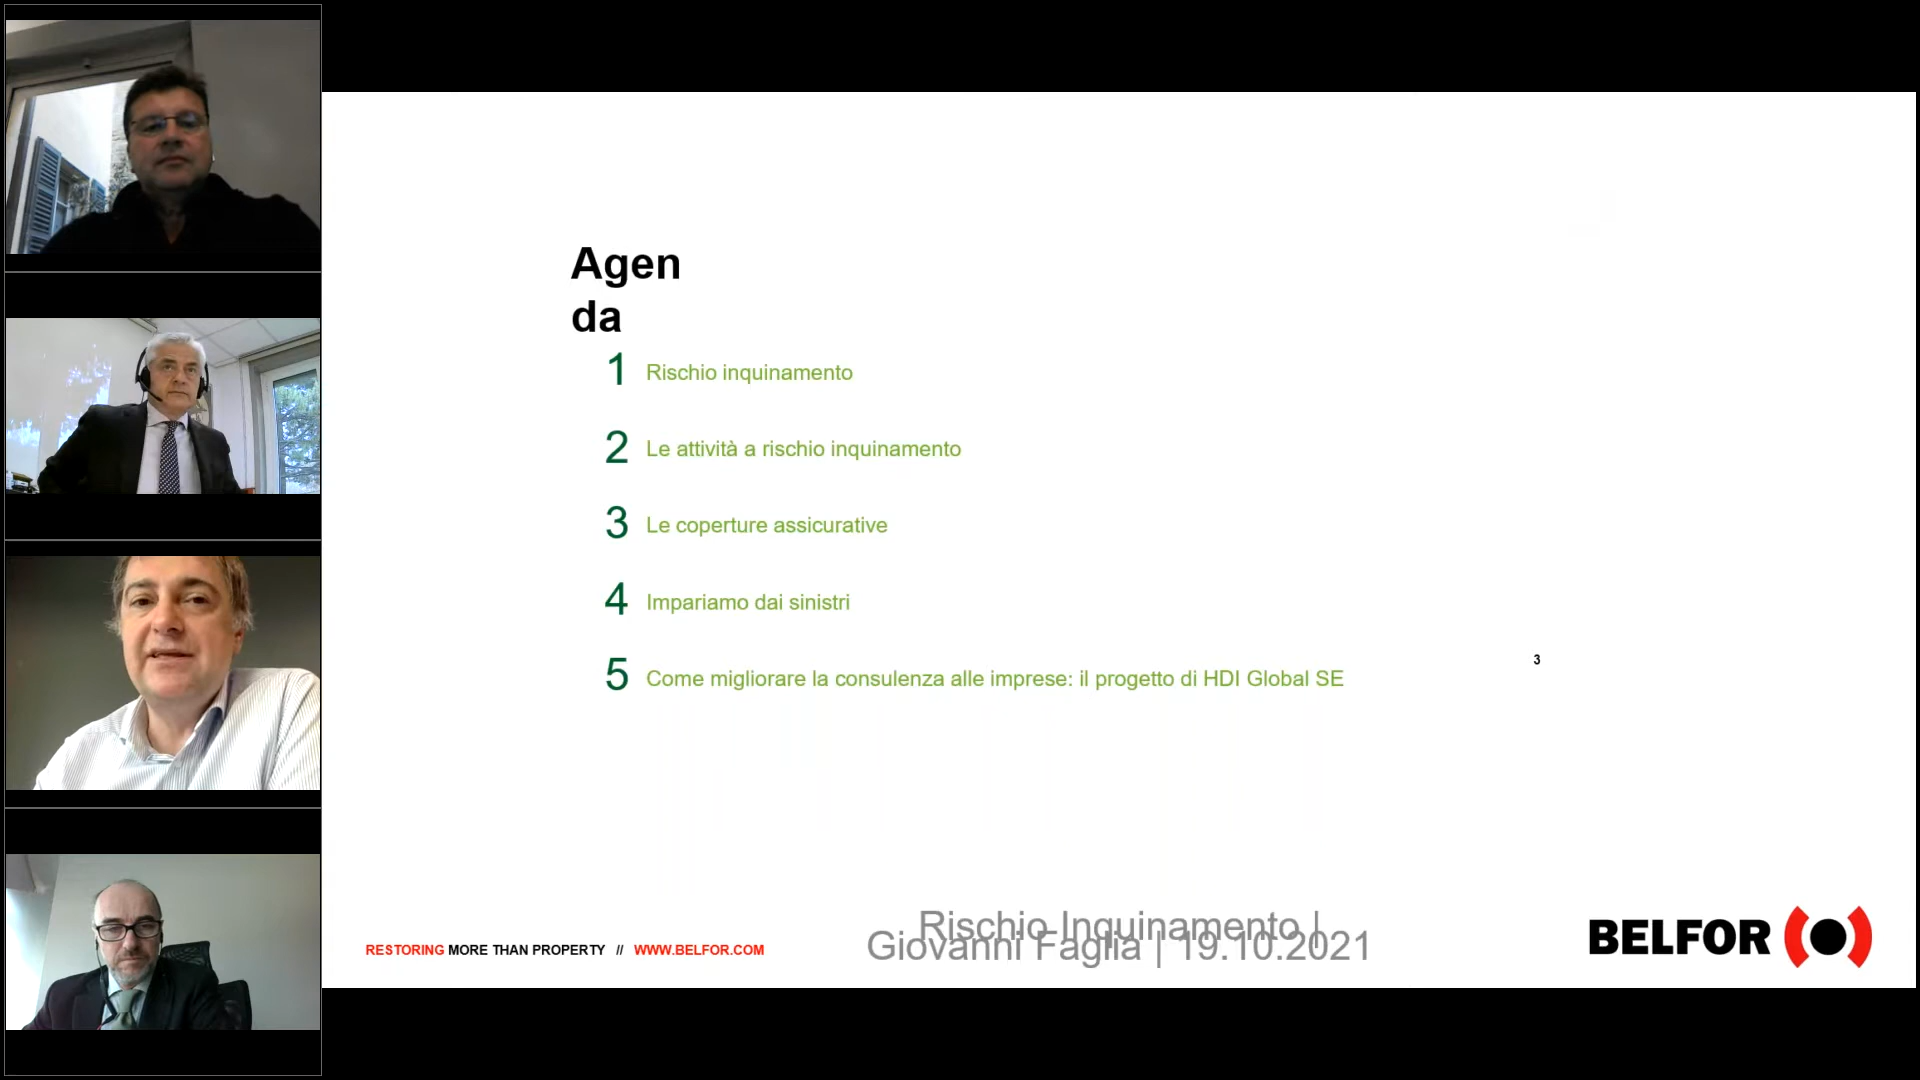 Agen
da
1 Rischio inquinamento
2 Le attività a rischio inquinamento
3 Le coperture assicurative
4 Impariamo dai sinistri
5 Come migliorare la consulenza alle imprese: il progetto di HDI Global SE
3
RESTORING MORE THAN PROPERTY // WWW.BELFOR.COM
Rischio Inquinamento |
Giovanni Faglia | 19.10.2021
BELFOR